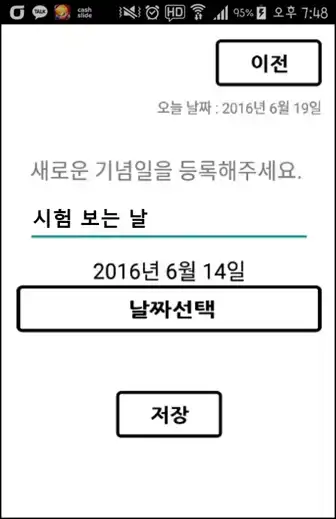 TALK cash slide HD 95% 오후 7:48
이전
오늘 날짜 : 2016년 6월 19일
새로운 기념일을 등록해주세요.
시험 보는 날
2016년 6월 14일
날짜선택
저장